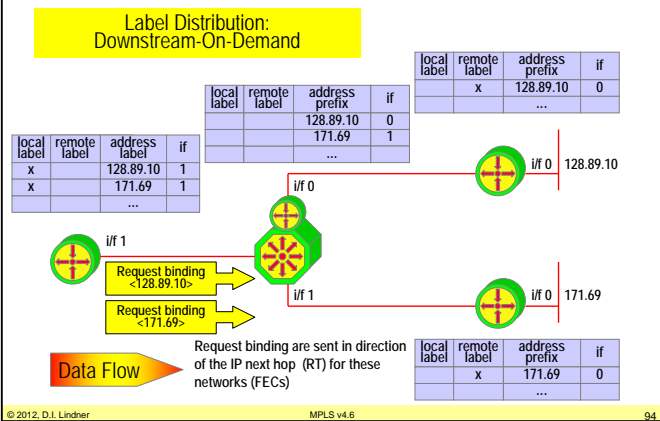 Label Distribution:
Downstream-On-Demand
local label remote label address prefix if
x 128.89.10 0
...
local label remote label address prefix if
128.89.10 0
171.69 1
...
local label remote label address label if
x 128.89.10 1
x 171.69 1
...
i/f 0
i/f 0 128.89.10
i/f 1
Request binding
<128.89.10>
Request binding
<171.69>
i/f 1
i/f 0 171.69
Data Flow
Request binding are sent in direction
of the IP next hop (RT) for these
networks (FECs)
local label remote label address prefix if
x 171.69 0
...
© 2012, D.I. Lindner MPLS v4.6 94